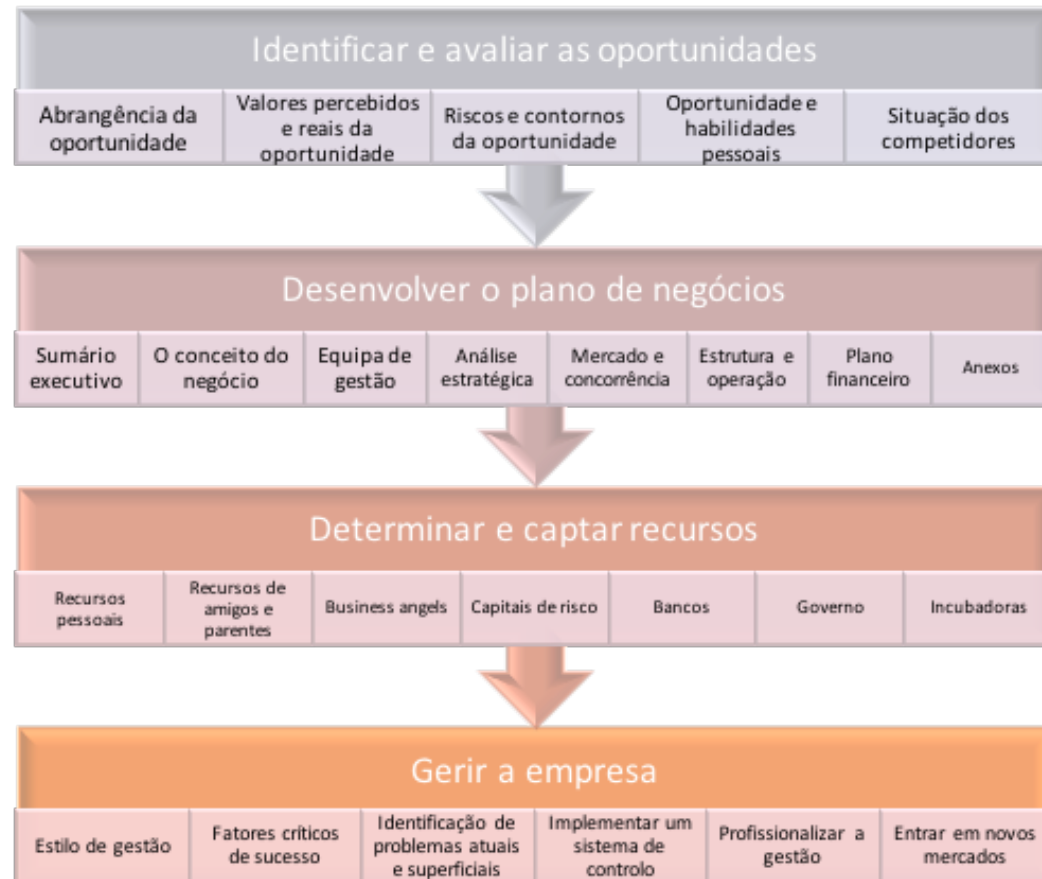 Identificar e avaliar as oportunidades
Abrangência da
oportunidade
Valores percebidos
e reais da
oportunidade
Riscos e contornos
da oportunidade
Oportunidade e
habilidades
pessoais
Situação dos
competidores
Desenvolver o plano de negócios
Sumário
executivo
O conceito do
negócio
Equipa de
gestão
Análise
estratégica
Mercado e
concorrência
Estrutura e
operação
Plano
financeiro
Anexos
Determinar e captar recursos
Recursos
pessoais
Recursos de
amigos e
parentes
Business angels
Capitais de risco
Bancos
Governo
Incubadoras
Gerir a empresa
Estilo de gestão
Fatores críticos
de sucesso
Identificação de
problemas atuais
e superficiais
Implementar um
sistema de
controlo
Profissionalizar a
gestão
Entrar em novos
mercados